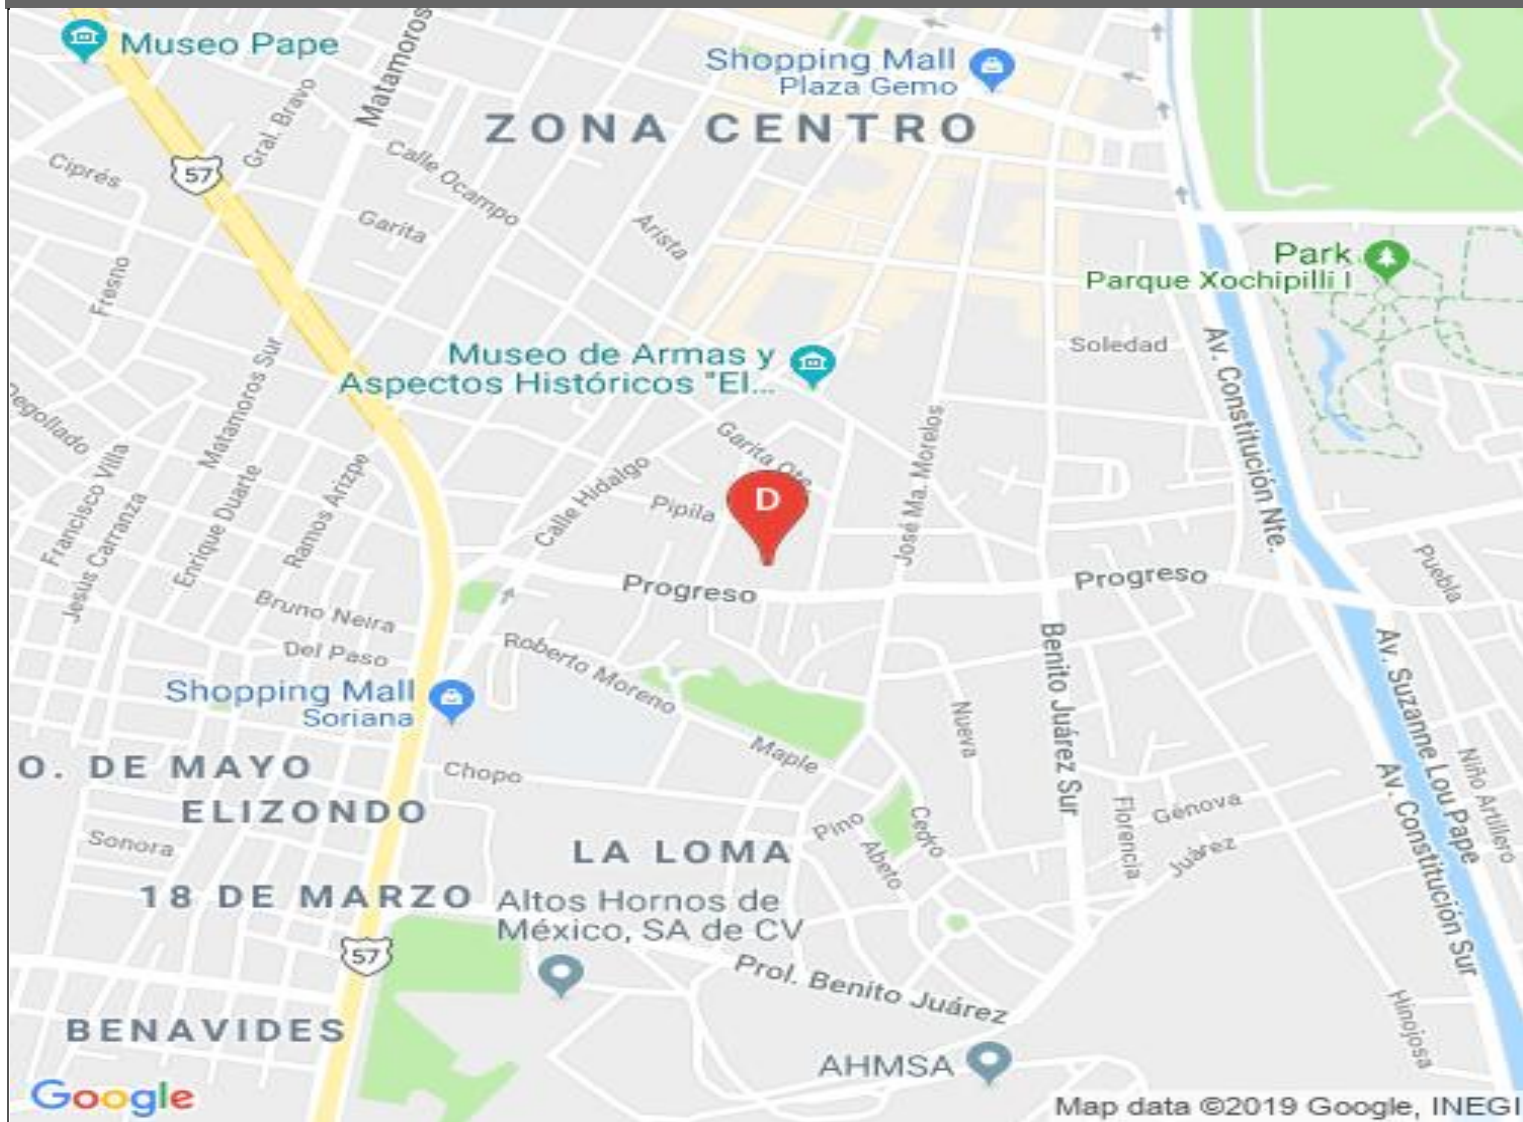 Museo Pape
Matamoros
Shopping Mall
Plaza Gemo
ZONA CENTRO
Gral. Bravo
Ciprés
57
Calle Ocampo
Garita
Arista
Fresno
Park
Parque Xochipilli I
Soledad
Museo de Armas y
Aspectos Históricos "El...
Matamoros Sur
Degollado
Av. Constitución Nte.
Garita Ote.
José Ma. Morelos
Francisco Villa
Jesús Carranza
Enrique Duarte
Ramos Arizpe
Calle Hidalgo
Pipila
D
Progreso
Progreso
Puebla
Bruno Neira
Del Paso
Roberto Moreno
Benito Juárez Sur
Av. Suzanne Lou Pape
Shopping Mall
Soriana
Nueva
Maple
Niño Artillero
O. DE MAYO
Chopo
ELIZONDO
Pino
Cedro
Abeto
Florencia
Génova
Juárez
Av. Constitución Sur
Sonora
LA LOMA
18 DE MARZO
Altos Hornos de
México, SA de CV
57
Prol. Benito Juárez
Hinojosa
BENAVIDES
AHMSA
Google
Map data ©2019 Google, INEGI